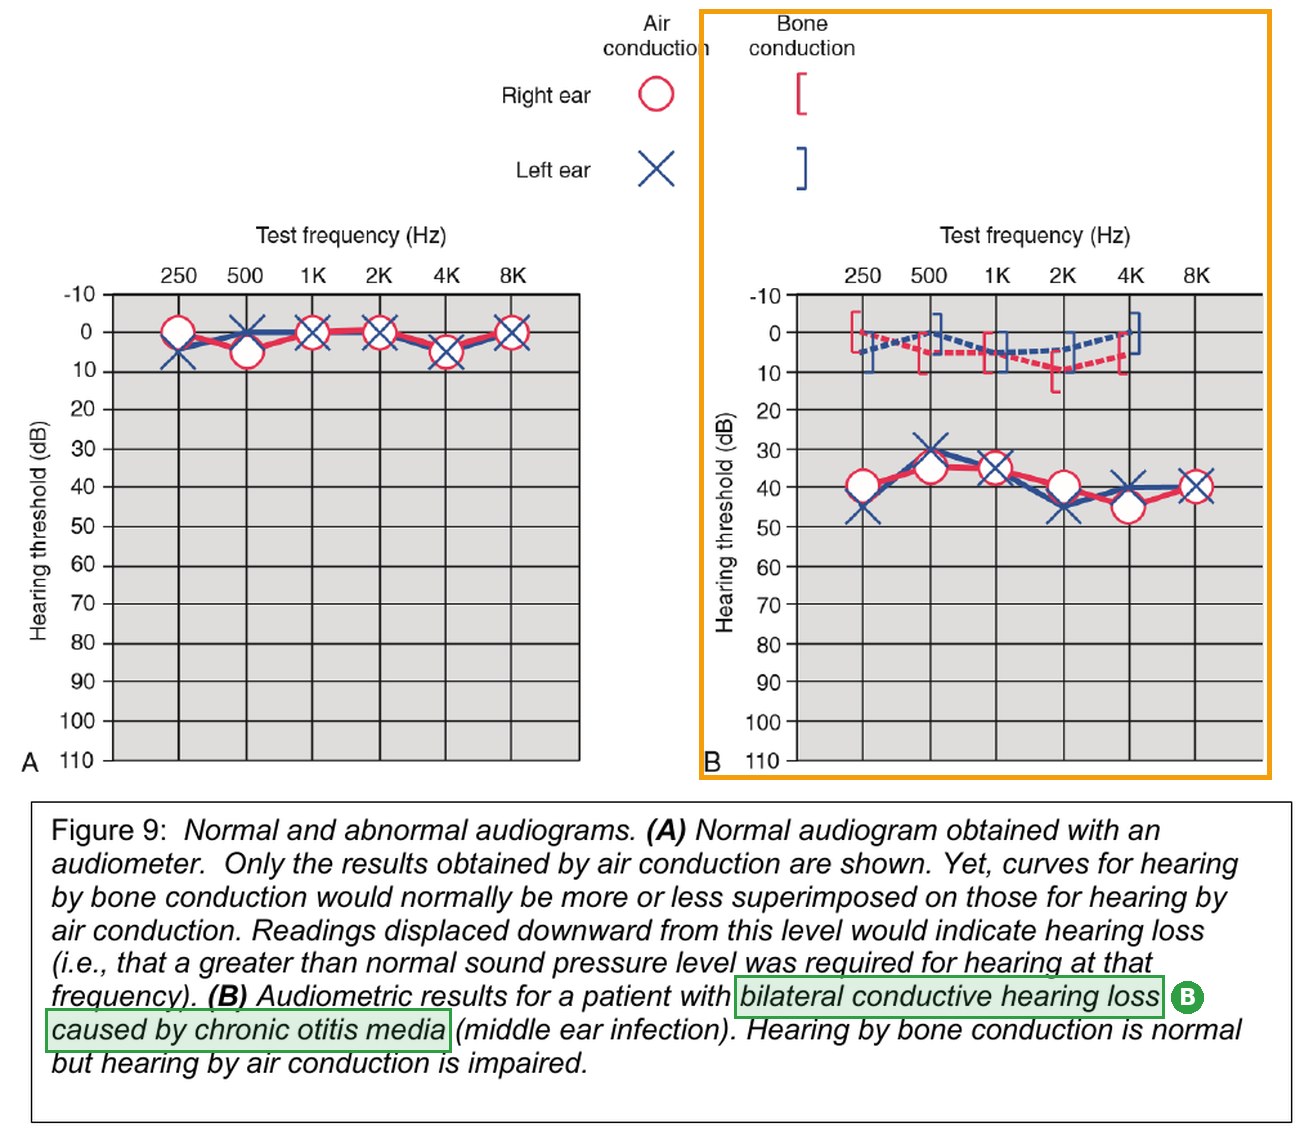 Air conduction
Bone conduction
Right ear
Left ear
Test frequency (Hz)
250 500 1K 2K 4K 8K
-10
0
10
20
30
40
50
60
70
80
90
100
110
Hearing threshold (dB)
A
Test frequency (Hz)
250 500 1K 2K 4K 8K
-10
0
10
20
30
40
50
60
70
80
90
100
110
Hearing threshold (dB)
B
Figure 9: Normal and abnormal audiograms. (A) Normal audiogram obtained with an
audiometer. Only the results obtained by air conduction are shown. Yet, curves for hearing
by bone conduction would normally be more or less superimposed on those for hearing by
air conduction. Readings displaced downward from this level would indicate hearing loss
(i.e., that a greater than normal sound pressure level was required for hearing at that
frequency). (B) Audiometric results for a patient with bilateral conductive hearing loss B
caused by chronic otitis media (middle ear infection). Hearing by bone conduction is normal
but hearing by air conduction is impaired.